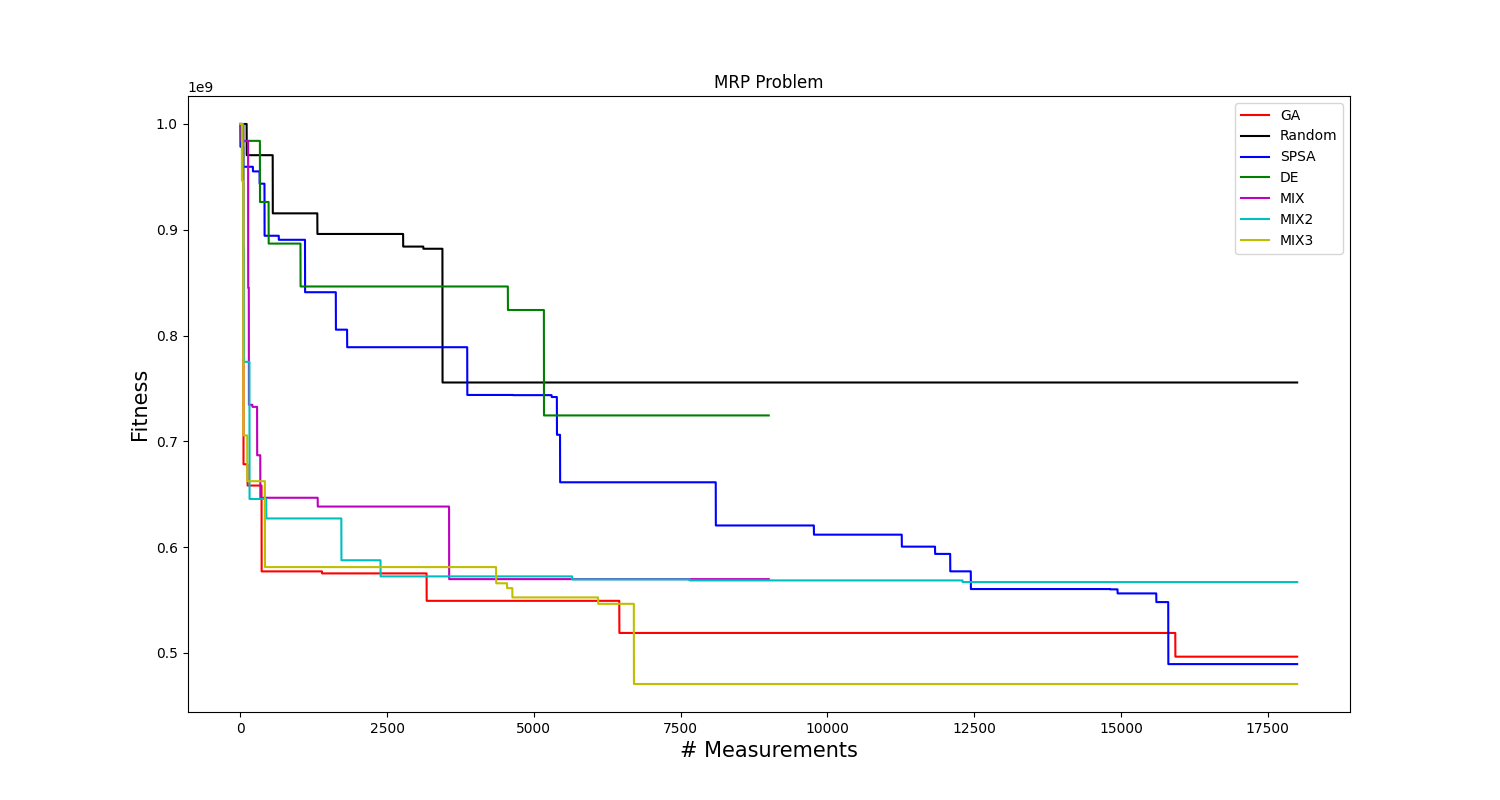 MRP Problem
1e9
1.0
0.9
0.8
0.7
0.6
0.5
Fitness
0
2500
5000
7500
10000
12500
15000
17500
# Measurements
GA
Random
SPSA
DE
MIX
MIX2
MIX3